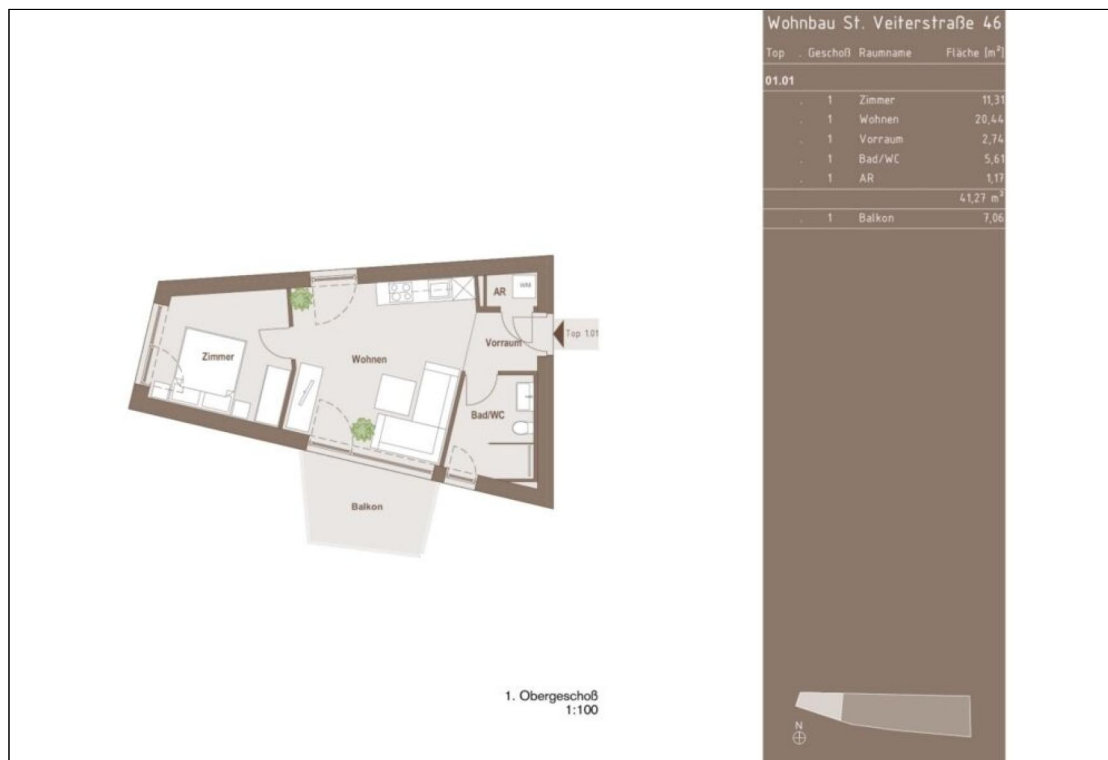 Wohnbau St. Veiterstraße 46
Top . Geschoß Raumname Fläche (m²)
01.01
. 1 Zimmer 11,31
. 1 Wohnen 20,44
. 1 Vorraum 2,74
. 1 Bad/WC 5,61
. 1 AR 1,17
41,27 m²
. 1 Balkon 7,06
AR
Top 1.01
Vorraum
Zimmer
Wohnen
Bad/WC
Balkon
1. Obergeschoß
1:100
N